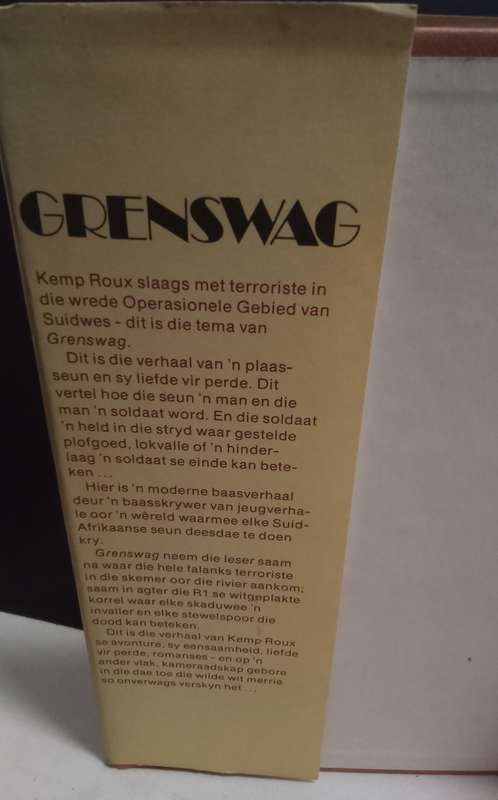 GRENSWAG
Kemp Roux slaags met terroriste in
die wrede Operasionele Gebied van
Suidwes - dit is die tema van
Grenswag.
Dit is die verhaal van 'n plaas-
seun en sy liefde vir perde. Dit
vertel hoe die seun 'n man en die
man 'n soldaat word. En die soldaat
'n held in die stryd waar gestelde
plofgoed, lokvalle of 'n hinder-
laag 'n soldaat se einde kan bete-
ken ...
Hier is 'n moderne baasverhaal
deur 'n baasskrywer van jeugverha-
le oor 'n wêreld waarmee elke Suid-
Afrikaanse seun deesdae te doen
kry.
Grenswag neem die leser saam
na waar die hele falanks terroriste
in die skemer oor die rivier aankom;
saam in agter die R1 se witgeplakte
korrel waar elke skaduwee 'n
invaller en elke stewelspoor die
dood kan beteken.
Dit is die verhaal van Kemp Roux
se avonture, sy eensaamheid, liefde
vir perde, romanses - en op 'n
ander vlak, kameraadskap gebore
in die dae toe die wilde wit merrie
so onverwags verskyn het ...